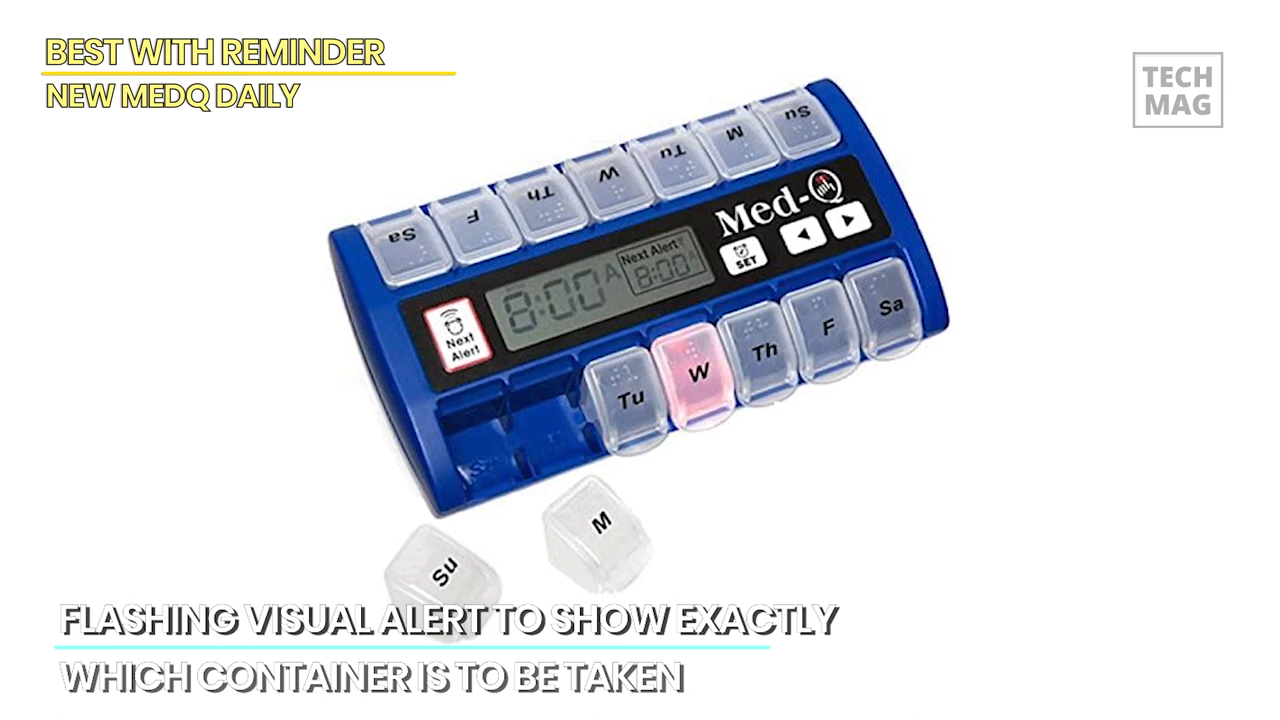 BEST WITH REMINDER
NEW MEDQ DAILY
TECH
MAG
Su
M
Tu
W
Th
F
Sa
Med-Q
SET
Next Alert
8:00 A
8:00
Next
Alert
Tu
W
Th
F
Sa
M
Su
FLASHING VISUAL ALERT TO SHOW EXACTLY
WHICH CONTAINER IS TO BE TAKEN